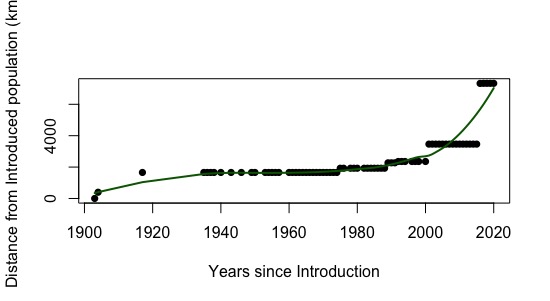 Distance from Introduced population (km
4000
0
1900 1920 1940 1960 1980 2000 2020
Years since Introduction